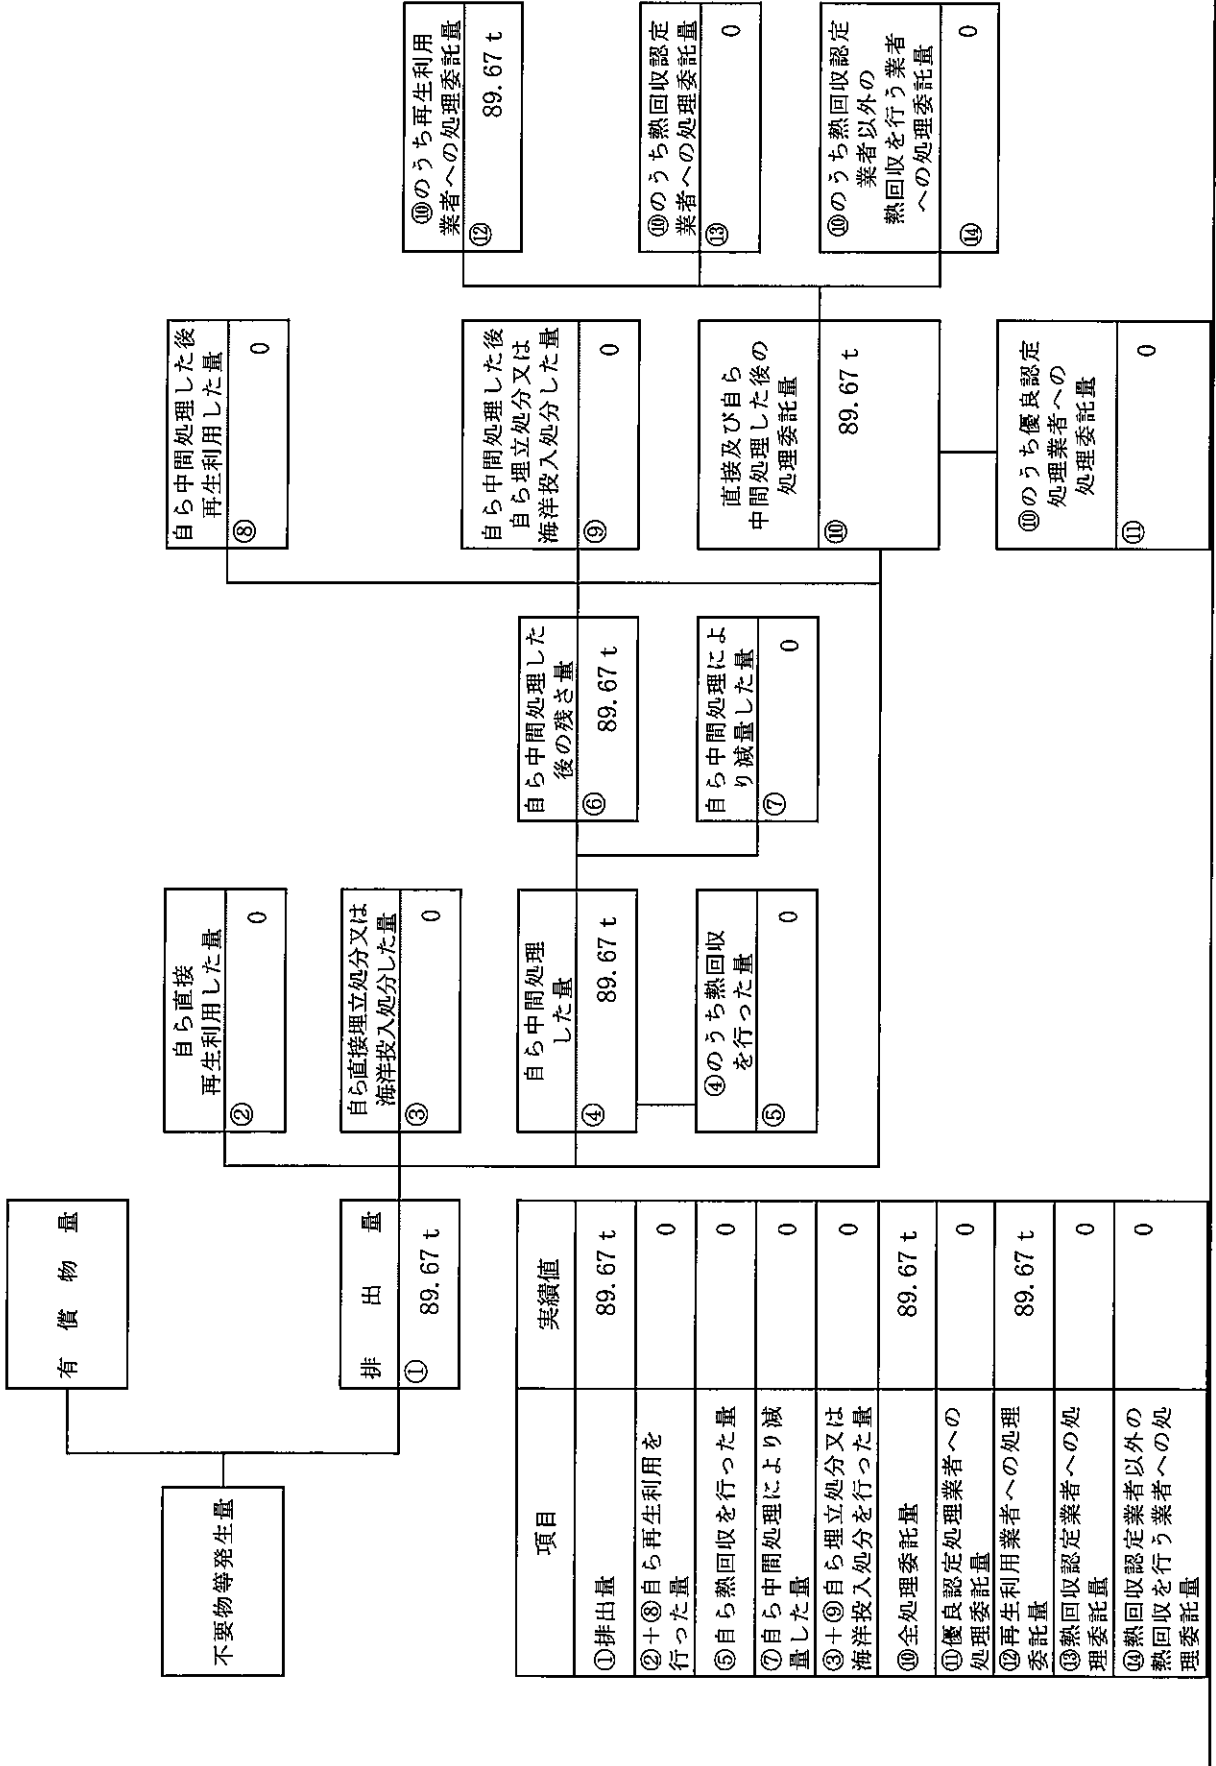 不要物等発生量
有償物量
排出量
① 89.67 t
自ら直接
再生利用した量
② 0
自ら直接埋立処分又は
海洋投入処分した量
③ 0
自ら中間処理
した量
④ 89.67 t
④のうち熱回収
を行った量
⑤ 0
自ら中間処理した
後の残さ量
⑥ 89.67 t
自ら中間処理によ
り減量した量
⑦ 0
自ら中間処理した後
再生利用した量
⑧ 0
自ら中間処理した後
自ら埋立処分又は
海洋投入処分した量
⑨ 0
直接及び自ら
中間処理した後の
処理委託量
⑩ 89.67 t
⑩のうち優良認定
処理業者への
処理委託量
⑪ 0
⑩のうち再生利用
業者への処理委託量
⑫ 89.67 t
⑩のうち熱回収認定
業者への処理委託量
⑬ 0
⑩のうち熱回収認定
業者以外の
熱回収を行う業者
への処理委託量
⑭ 0
項目 実績値
①排出量 89.67 t
②+⑧自ら再生利用を
行った量 0
⑤自ら熱回収を行った量 0
⑦自ら中間処理により減
量した量 0
③+⑨自ら埋立処分又は
海洋投入処分を行った量 0
⑩全処理委託量 89.67 t
⑪優良認定処理業者への
処理委託量 0
⑫再生利用業者への処理
委託量 89.67 t
⑬熱回収認定業者への処
理委託量 0
⑭熱回収認定業者以外の
熱回収を行う業者への処
理委託量 0